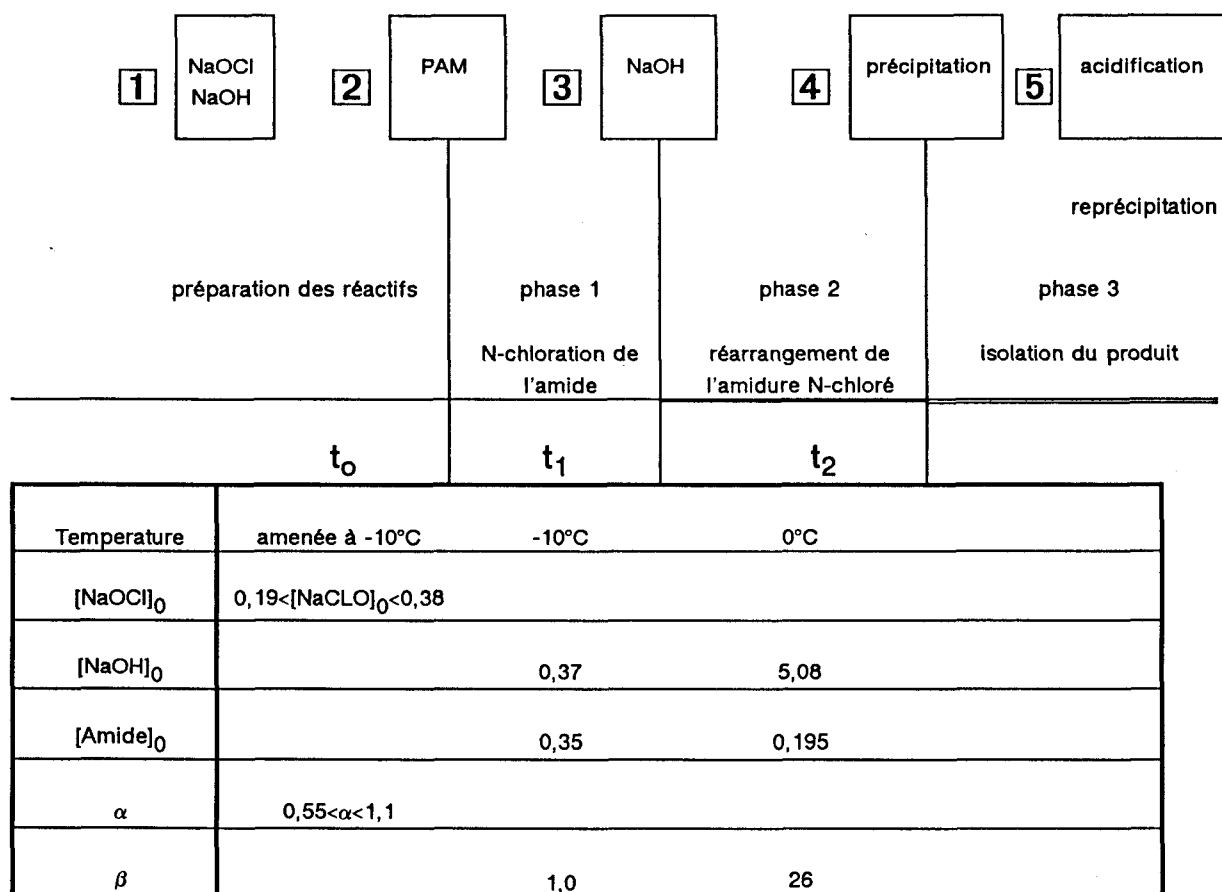 1 NaOCl 2 PAM 3 NaOH 4 précipitation 5 acidification
NaOH
reprécipitation
préparation des réactifs phase 1 phase 2 phase 3
N-chloration de réarrangement de isolation du produit
l'amide l'amidure N-chloré
to t1 t2
Temperature amenée à -10°C -10°C 0°C
[NaOCl]0 0,19<[NaCLO]0<0,38
[NaOH]0 0,37 5,08
[Amide]0 0,35 0,195
α 0,55<α<1,1
β 1,0 26